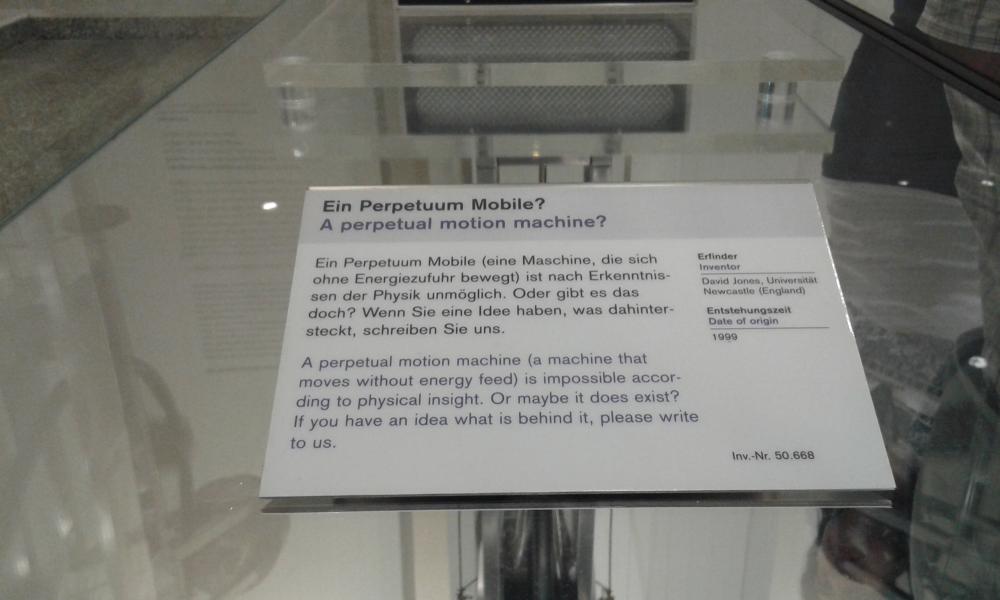 Ein Perpetuum Mobile?
A perpetual motion machine?
Ein Perpetuum Mobile (eine Maschine, die sich
ohne Energiezufuhr bewegt) ist nach Erkenntnis-
sen der Physik unmöglich. Oder gibt es das
doch? Wenn Sie eine Idee haben, was dahinter-
steckt, schreiben Sie uns.
A perpetual motion machine (a machine that
moves without energy feed) is impossible accor-
ding to physical insight. Or maybe it does exist?
If you have an idea what is behind it, please write
to us.
Erfinder
Inventor
David Jones, Universität
Newcastle (England)
Entstehungszeit
Date of origin
1999
Inv.-Nr. 50.668